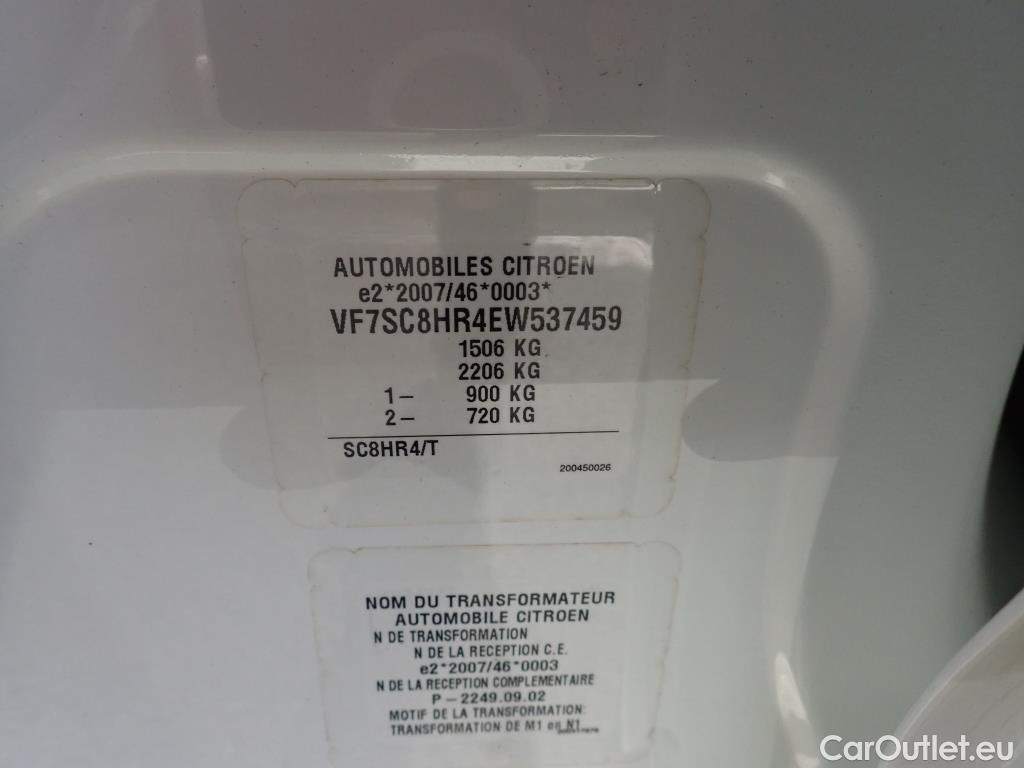 AUTOMOBILES CITROEN
e2*2007/46*0003*
VF7SC8HR4EW537459
1506 KG
2206 KG
1– 900 KG
2– 720 KG
SC8HR4/T
200450026
NOM DU TRANSFORMATEUR
AUTOMOBILE CITROEN
N DE TRANSFORMATION
N DE LA RECEPTION C.E.
e2*2007/46*0003
N DE LA RECEPTION COMPLEMENTAIRE
P–2249.09.02
MOTIF DE LA TRANSFORMATION:
TRANSFORMATION DE M1 en N1
CarOutlet.eu